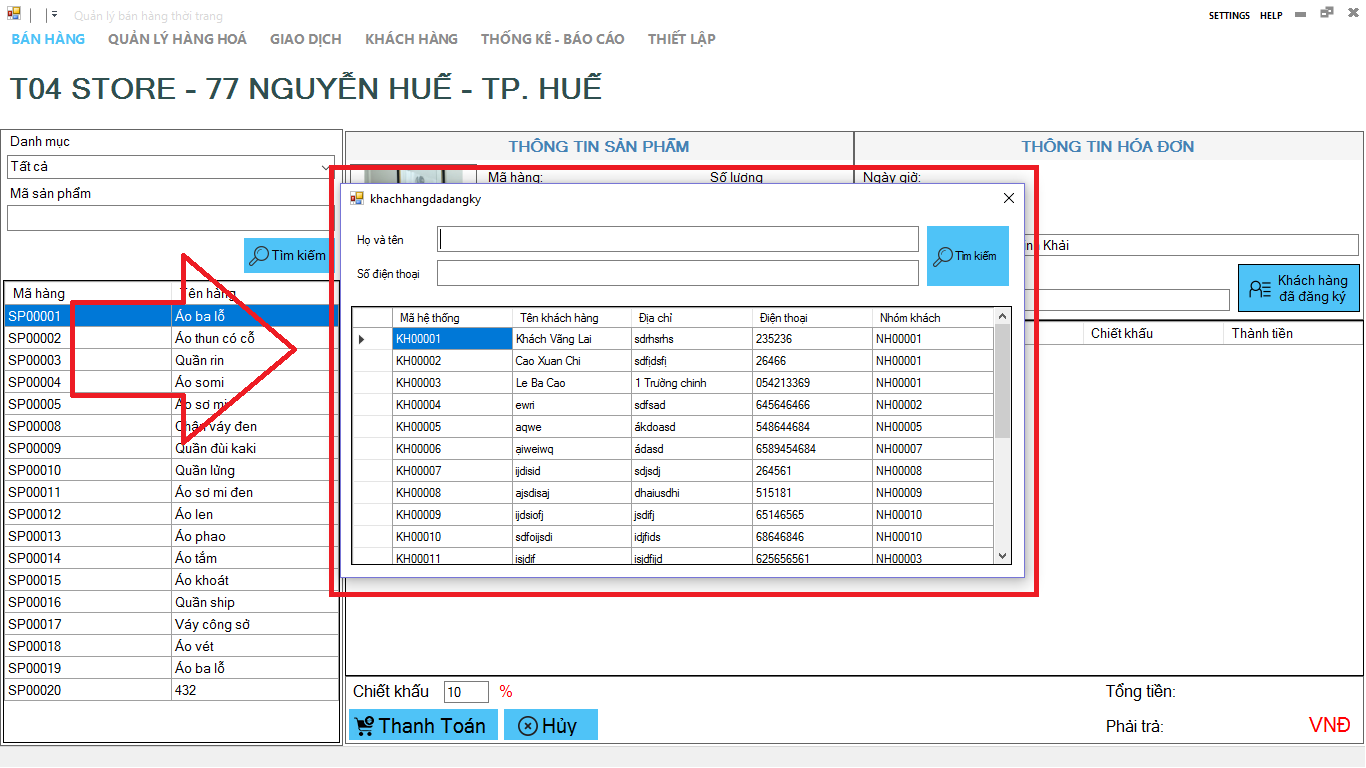 Quản lý bán hàng thời trang
SETTINGS HELP
BÁN HÀNG QUẢN LÝ HÀNG HOÁ GIAO DỊCH KHÁCH HÀNG THỐNG KÊ - BÁO CÁO THIẾT LẬP
T04 STORE - 77 NGUYỄN HUẾ - TP. HUẾ
Danh mục
Tất cả
Mã sản phẩm
Tìm kiếm
Mã hàng Tên hàng
SP00001 Áo ba lỗ
SP00002 Áo thun có cỗ
SP00003 Quần rin
SP00004 Áo somi
SP00005 Áo sơ mi
SP00008 Chân váy đen
SP00009 Quần đùi kaki
SP00010 Quần lửng
SP00011 Áo sơ mi đen
SP00012 Áo len
SP00013 Áo phao
SP00014 Áo tắm
SP00015 Áo khoát
SP00016 Quần ship
SP00017 Váy công sở
SP00018 Áo vét
SP00019 Áo ba lỗ
SP00020 432
THÔNG TIN SẢN PHẨM
Mã hàng: Số lượng
THÔNG TIN HÓA ĐƠN
Ngày giờ:
Khải
Khách hàng
đã đăng ký
Chiết khấu Thành tiền
khachhangdadangky
Họ và tên
Số điện thoại
Tìm kiếm
Mã hệ thống Tên khách hàng Địa chỉ Điện thoại Nhóm khách
KH00001 Khách Vãng Lai sdrhsrhs 235236 NH00001
KH00002 Cao Xuan Chi sdfjdsfj 26466 NH00001
KH00003 Le Ba Cao 1 Trường chinh 054213369 NH00001
KH00004 ewri sdfsad 645646466 NH00002
KH00005 aqwe ákdoasd 548644684 NH00005
KH00006 aiweiwq ádasd 6589454684 NH00007
KH00007 ijdisid sdjsdj 264561 NH00008
KH00008 ajsdisaj dhaiusdhi 515181 NH00009
KH00009 ijdsiofj jsdifj 65146565 NH00010
KH00010 sdfoijsdi idjfids 68646846 NH00010
KH00011 isjdif isjdfijd 625656561 NH00003
Chiết khấu 10 %
Thanh Toán Hủy
Tổng tiền:
Phải trả: VNĐ